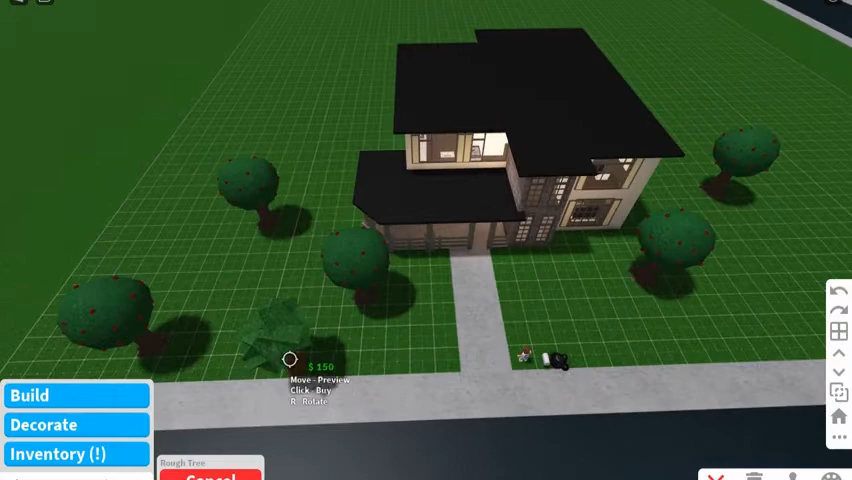 $ 150
Move - Preview
Click - Buy
R - Rotate
Build
Decorate
Inventory (!)
Rough Tree
Cancel